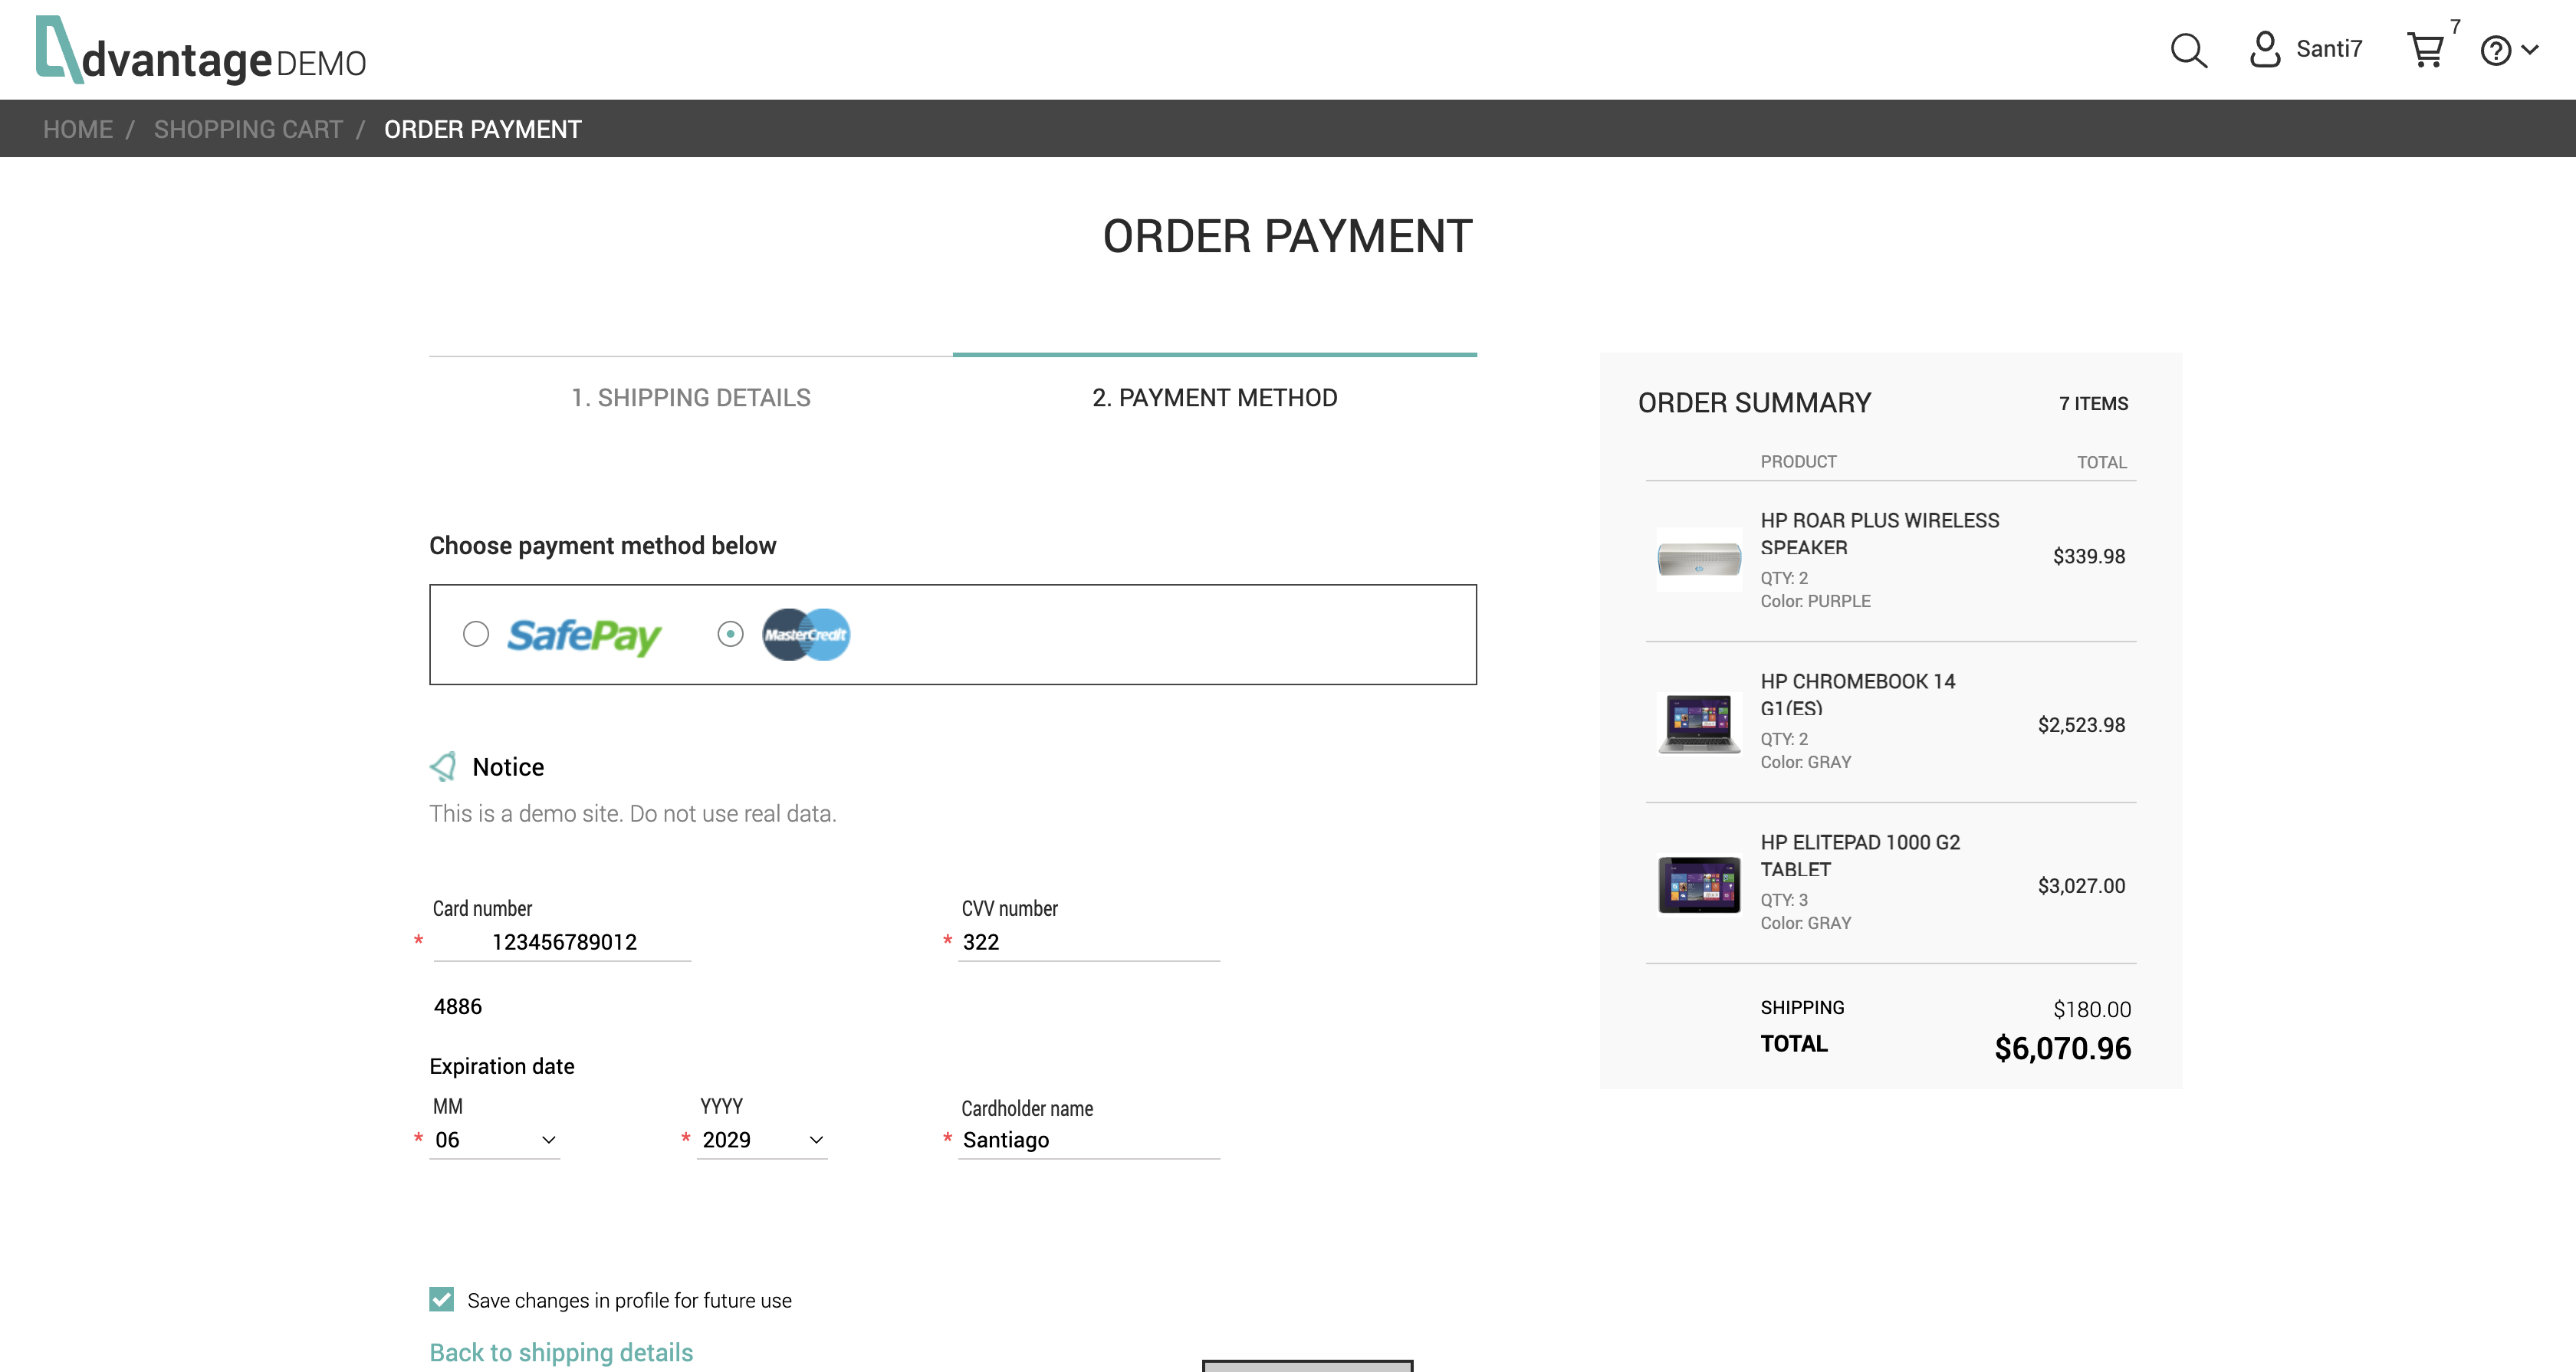 dvantage DEMO
Santi7
7
HOME / SHOPPING CART / ORDER PAYMENT
ORDER PAYMENT
1. SHIPPING DETAILS
2. PAYMENT METHOD
Choose payment method below
SafePay
MasterCredit
Notice
This is a demo site. Do not use real data.
Card number
* 123456789012
CVV number
* 322
4886
Expiration date
MM
* 06
YYYY
* 2029
Cardholder name
* Santiago
Save changes in profile for future use
Back to shipping details
ORDER SUMMARY
7 ITEMS
PRODUCT
TOTAL
HP ROAR PLUS WIRELESS
SPEAKER
QTY: 2
Color: PURPLE
$339.98
HP CHROMEBOOK 14
G1(ES)
QTY: 2
Color: GRAY
$2,523.98
HP ELITEPAD 1000 G2
TABLET
QTY: 3
Color: GRAY
$3,027.00
SHIPPING
$180.00
TOTAL
$6,070.96